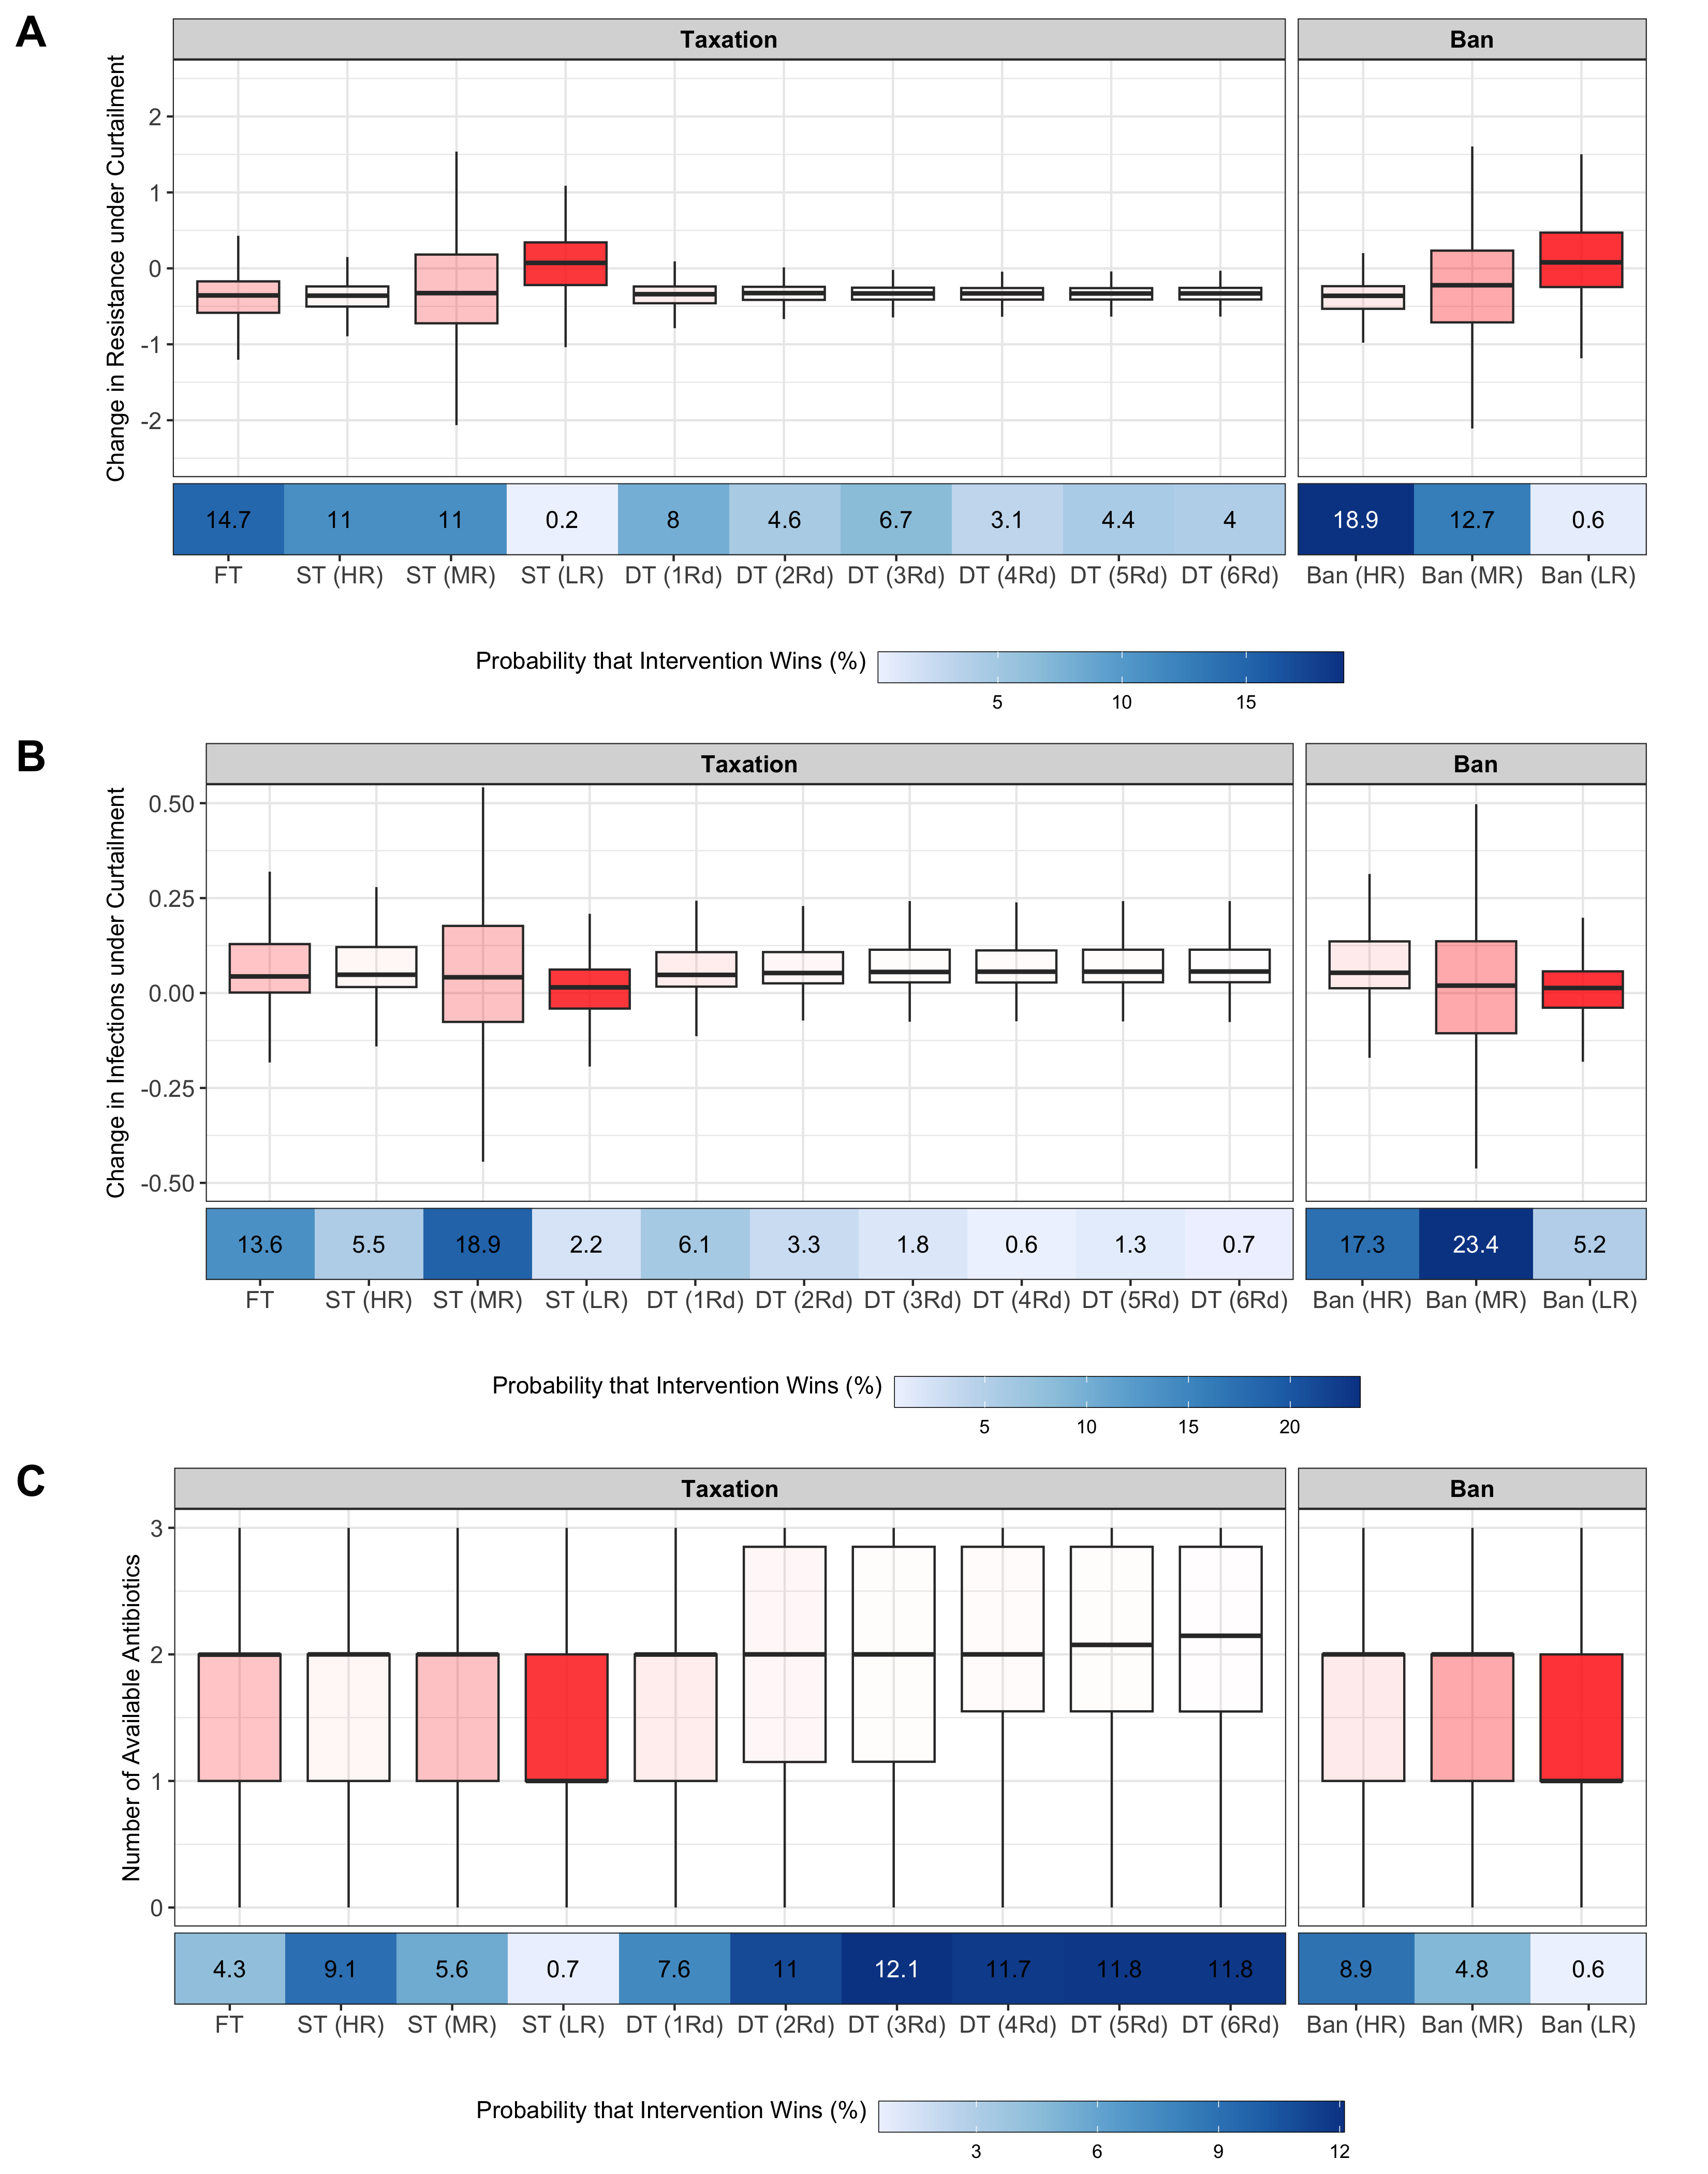 A
Taxation Ban
Change in Resistance under Curtailment
2
1
0
-1
-2
14.7 11 11 0.2 8 4.6 6.7 3.1 4.4 4 18.9 12.7 0.6
FT ST (HR) ST (MR) ST (LR) DT (1Rd) DT (2Rd) DT (3Rd) DT (4Rd) DT (5Rd) DT (6Rd) Ban (HR) Ban (MR) Ban (LR)
Probability that Intervention Wins (%)
5 10 15
B
Taxation Ban
Change in Infections under Curtailment
0.50
0.25
0.00
-0.25
-0.50
13.6 5.5 18.9 2.2 6.1 3.3 1.8 0.6 1.3 0.7 17.3 23.4 5.2
FT ST (HR) ST (MR) ST (LR) DT (1Rd) DT (2Rd) DT (3Rd) DT (4Rd) DT (5Rd) DT (6Rd) Ban (HR) Ban (MR) Ban (LR)
Probability that Intervention Wins (%)
5 10 15 20
C
Taxation Ban
Number of Available Antibiotics
3
2
1
0
4.3 9.1 5.6 0.7 7.6 11 12.1 11.7 11.8 11.8 8.9 4.8 0.6
FT ST (HR) ST (MR) ST (LR) DT (1Rd) DT (2Rd) DT (3Rd) DT (4Rd) DT (5Rd) DT (6Rd) Ban (HR) Ban (MR) Ban (LR)
Probability that Intervention Wins (%)
3 6 9 12